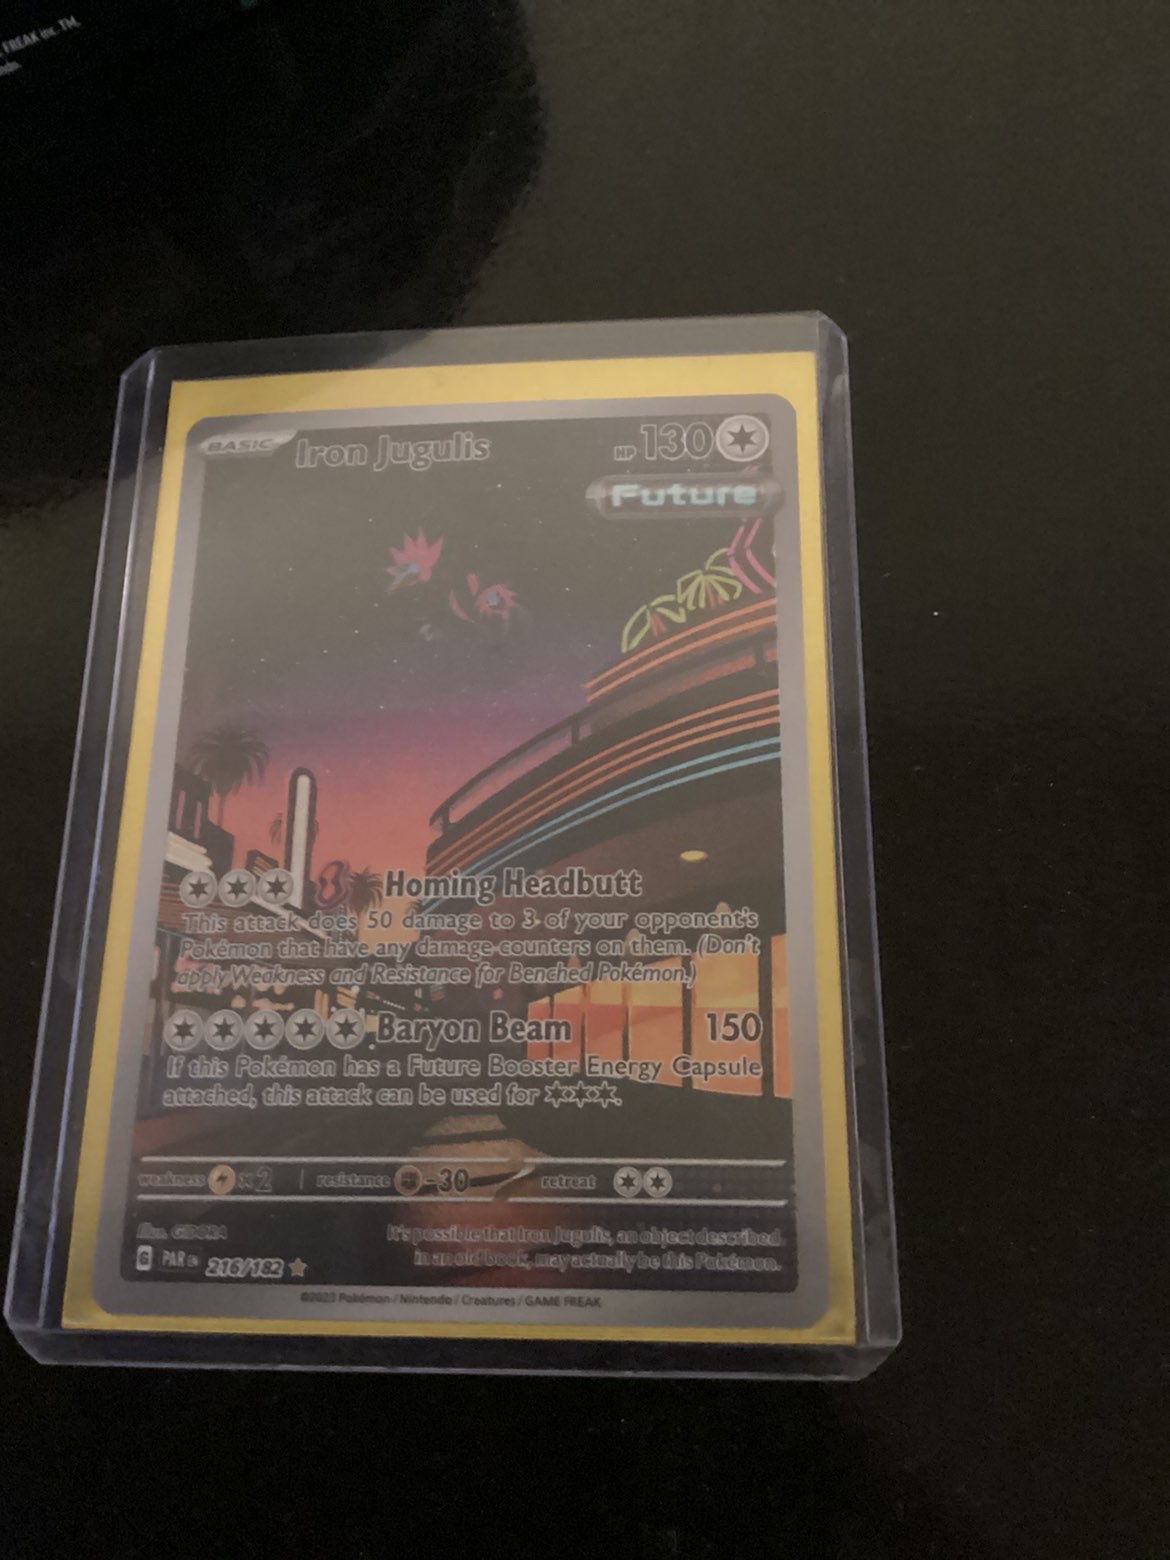 FREAK inc. TM,
BASIC Iron Jugulis HP 130
Future
Homing Headbutt
This attack does 50 damage to 3 of your opponent's
Pokémon that have any damage counters on them. (Don't
apply Weakness and Resistance for Benched Pokémon.)
Baryon Beam 150
If this Pokémon has a Future Booster Energy Capsule
attached, this attack can be used for
weakness ×2 resistance -30 retreat
Illus. GIDORA It's possible that Iron Jugulis, an object described
in an old book, may actually be this Pokémon.
G PAR EN 216/182
©2023 Pokémon / Nintendo / Creatures / GAME FREAK